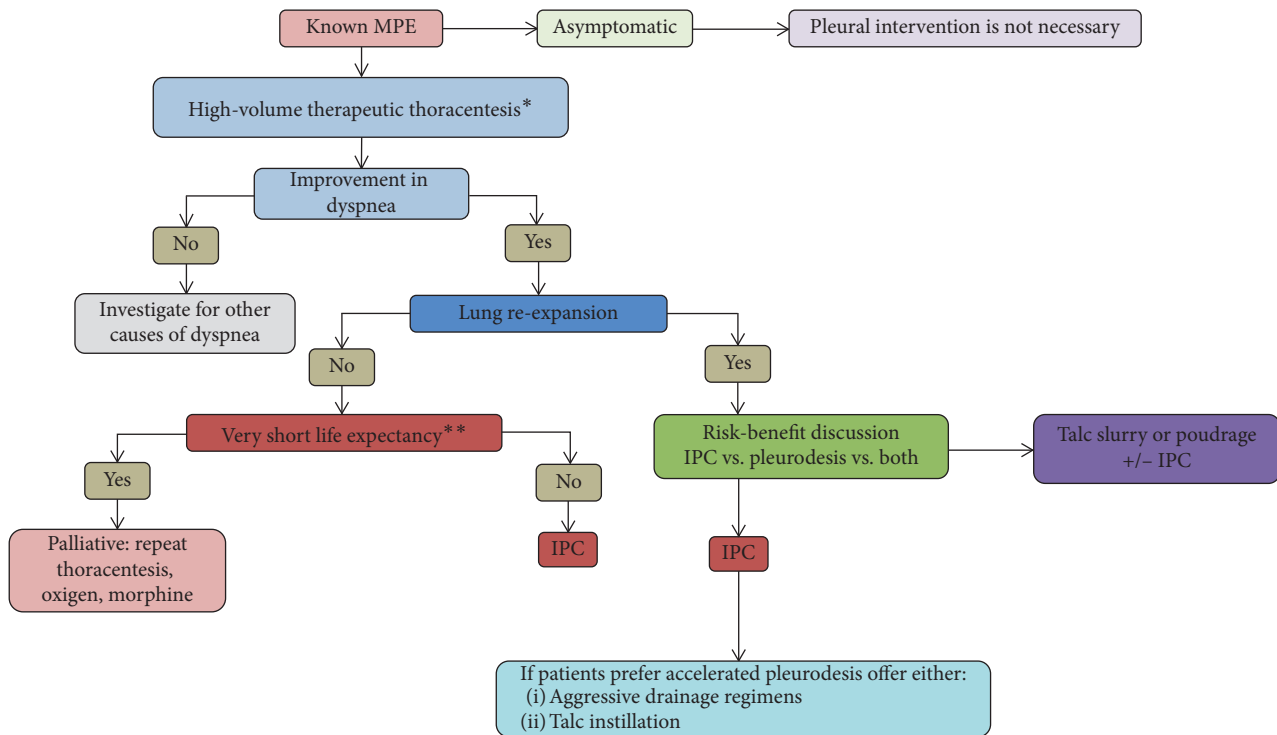 Known MPE
Asymptomatic
Pleural intervention is not necessary
High-volume therapeutic thoracentesis*
Improvement in
dyspnea
No
Yes
Investigate for other
causes of dyspnea
Lung re-expansion
No
Yes
Very short life expectancy**
Risk-benefit discussion
IPC vs. pleurodesis vs. both
Talc slurry or poudrage
+/– IPC
Yes
No
Palliative: repeat
thoracentesis,
oxigen, morphine
IPC
IPC
If patients prefer accelerated pleurodesis offer either:
(i) Aggressive drainage regimens
(ii) Talc instillation